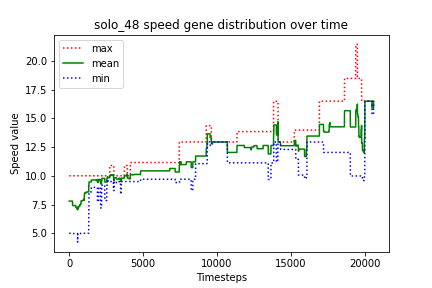 solo_48 speed gene distribution over time
max
mean
min
20.0
17.5
15.0
12.5
10.0
7.5
5.0
Speed value
0
5000
10000
15000
20000
Timesteps